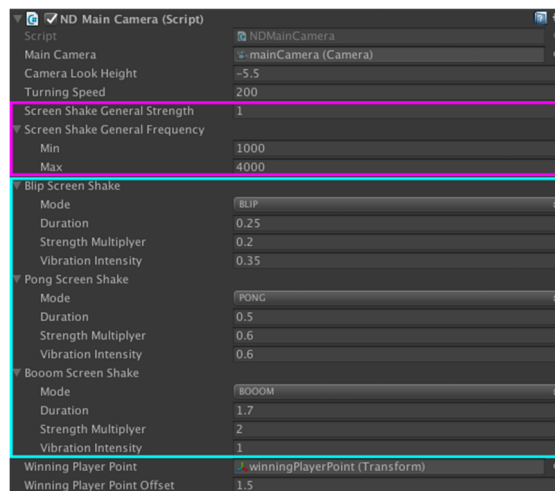 ND Main Camera (Script)
Script NDMainCamera
Main Camera mainCamera (Camera)
Camera Look Height -5.5
Turning Speed 200
Screen Shake General Strength 1
Screen Shake General Frequency
Min 1000
Max 4000
Blip Screen Shake
Mode BLIP
Duration 0.25
Strength Multiplyer 0.2
Vibration Intensity 0.35
Pong Screen Shake
Mode PONG
Duration 0.5
Strength Multiplyer 0.6
Vibration Intensity 0.6
Booom Screen Shake
Mode BOOOM
Duration 1.7
Strength Multiplyer 2
Vibration Intensity 1
Winning Player Point winningPlayerPoint (Transform)
Winning Player Point Offset 1.5